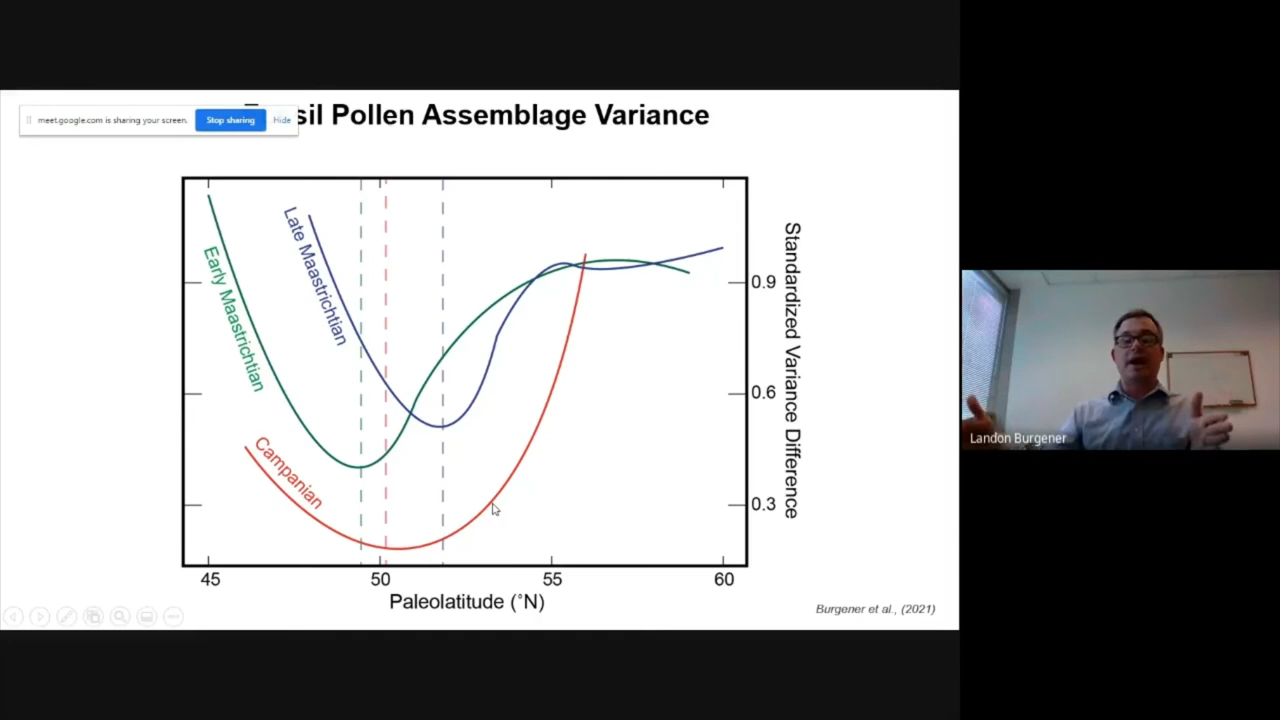 meet.google.com is sharing your screen.
Stop sharing
Hide
sil Pollen Assemblage Variance
Early Maastrichtian
Late Maastrichtian
Campanian
0.9
0.6
0.3
Standardized Variance Difference
45
50
55
60
Paleolatitude (˚N)
Burgener et al., (2021)
Landon Burgener